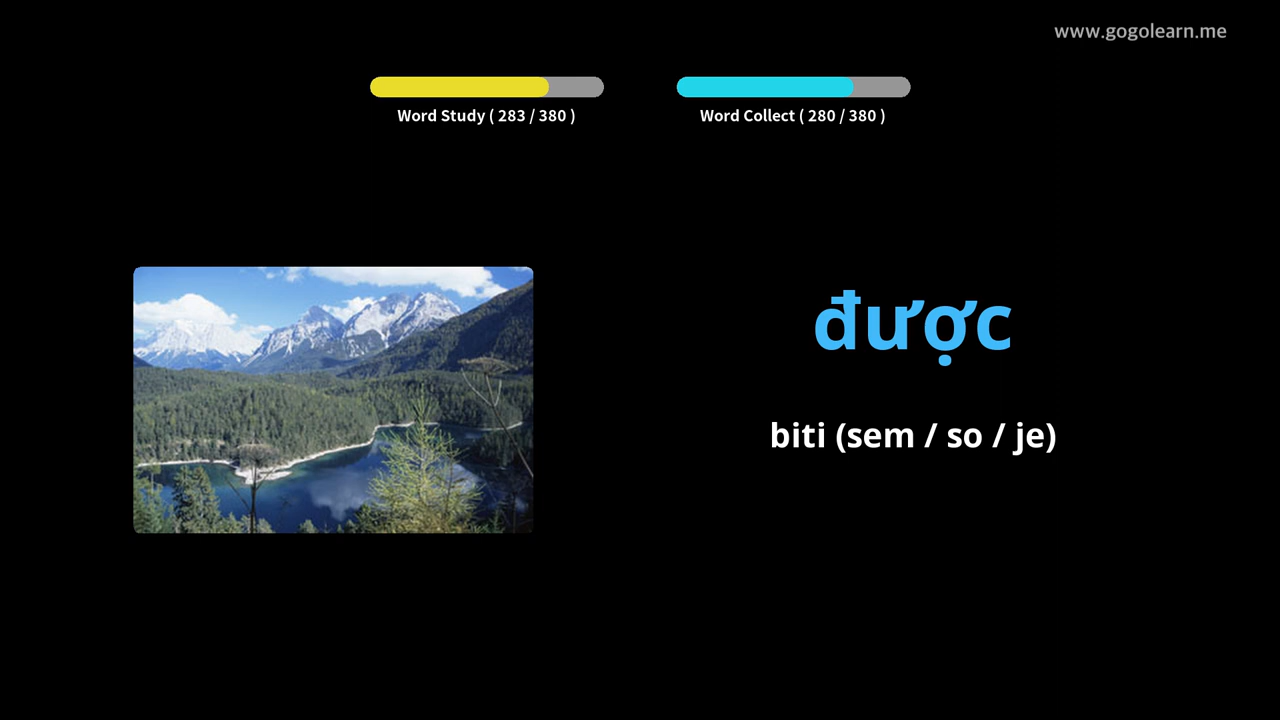 www.gogolearn.me
Word Study ( 283 / 380 )
Word Collect ( 280 / 380 )
được
biti (sem / so / je)